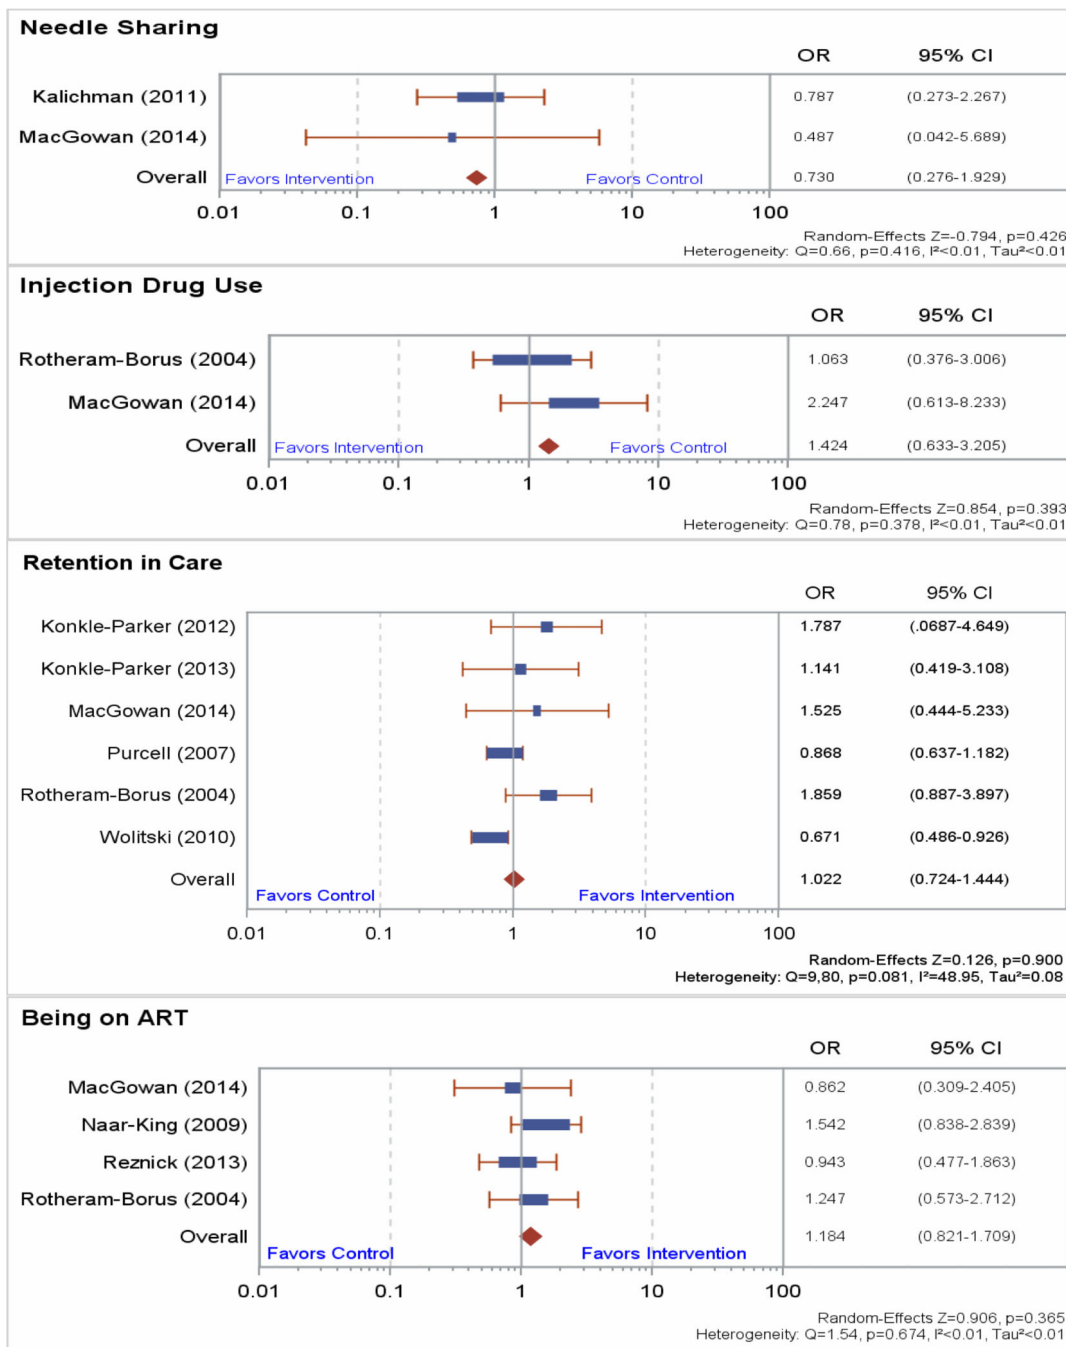 Needle Sharing
OR 95% CI
Kalichman (2011) 0.787 (0.273-2.267)
MacGowan (2014) 0.487 (0.042-5.689)
Overall Favors Intervention Favors Control 0.730 (0.276-1.929)
0.01 0.1 1 10 100
Random-Effects Z=-0.794, p=0.426
Heterogeneity: Q=0.66, p=0.416, I²<0.01, Tau²<0.01
Injection Drug Use
OR 95% CI
Rotheram-Borus (2004) 1.063 (0.376-3.006)
MacGowan (2014) 2.247 (0.613-8.233)
Overall Favors Intervention Favors Control 1.424 (0.633-3.205)
0.01 0.1 1 10 100
Random-Effects Z=0.854, p=0.393
Heterogeneity: Q=0.78, p=0.378, I²<0.01, Tau²<0.01
Retention in Care
OR 95% CI
Konkle-Parker (2012) 1.787 (.0687-4.649)
Konkle-Parker (2013) 1.141 (0.419-3.108)
MacGowan (2014) 1.525 (0.444-5.233)
Purcell (2007) 0.868 (0.637-1.182)
Rotheram-Borus (2004) 1.859 (0.887-3.897)
Wolitski (2010) 0.671 (0.486-0.926)
Overall 1.022 (0.724-1.444)
Favors Control Favors Intervention
0.01 0.1 1 10 100
Random-Effects Z=0.126, p=0.900
Heterogeneity: Q=9,80, p=0.081, I²=48.95, Tau²=0.08
Being on ART
OR 95% CI
MacGowan (2014) 0.862 (0.309-2.405)
Naar-King (2009) 1.542 (0.838-2.839)
Reznick (2013) 0.943 (0.477-1.863)
Rotheram-Borus (2004) 1.247 (0.573-2.712)
Overall 1.184 (0.821-1.709)
Favors Control Favors Intervention
0.01 0.1 1 10 100
Random-Effects Z=0.906, p=0.365
Heterogeneity: Q=1.54, p=0.674, I²<0.01, Tau²<0.01